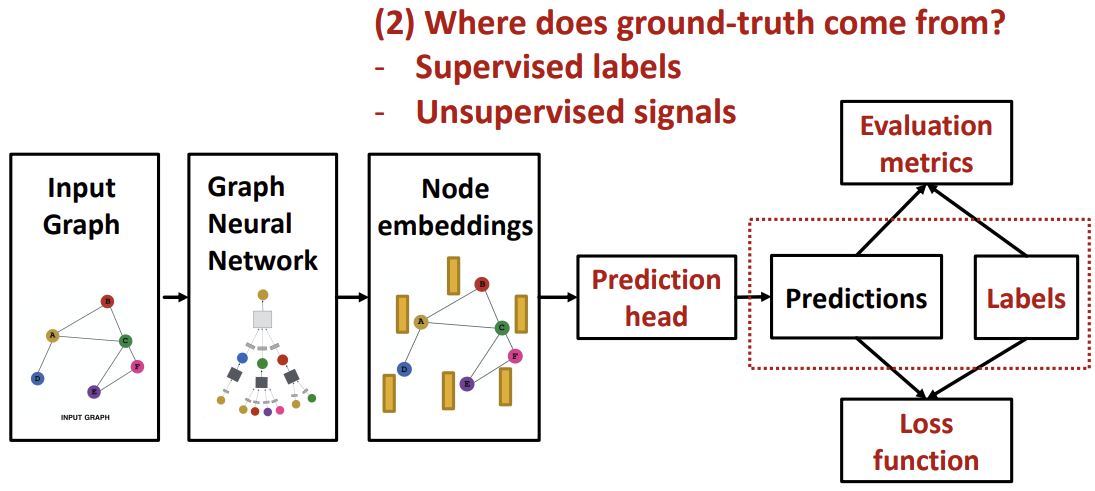 (2) Where does ground-truth come from?
- Supervised labels
- Unsupervised signals
Input
Graph
B
A
C
F
D
E
INPUT GRAPH
Graph
Neural
Network
Node
embeddings
B
A
C
F
D
E
Prediction
head
Predictions
Labels
Evaluation
metrics
Loss
function